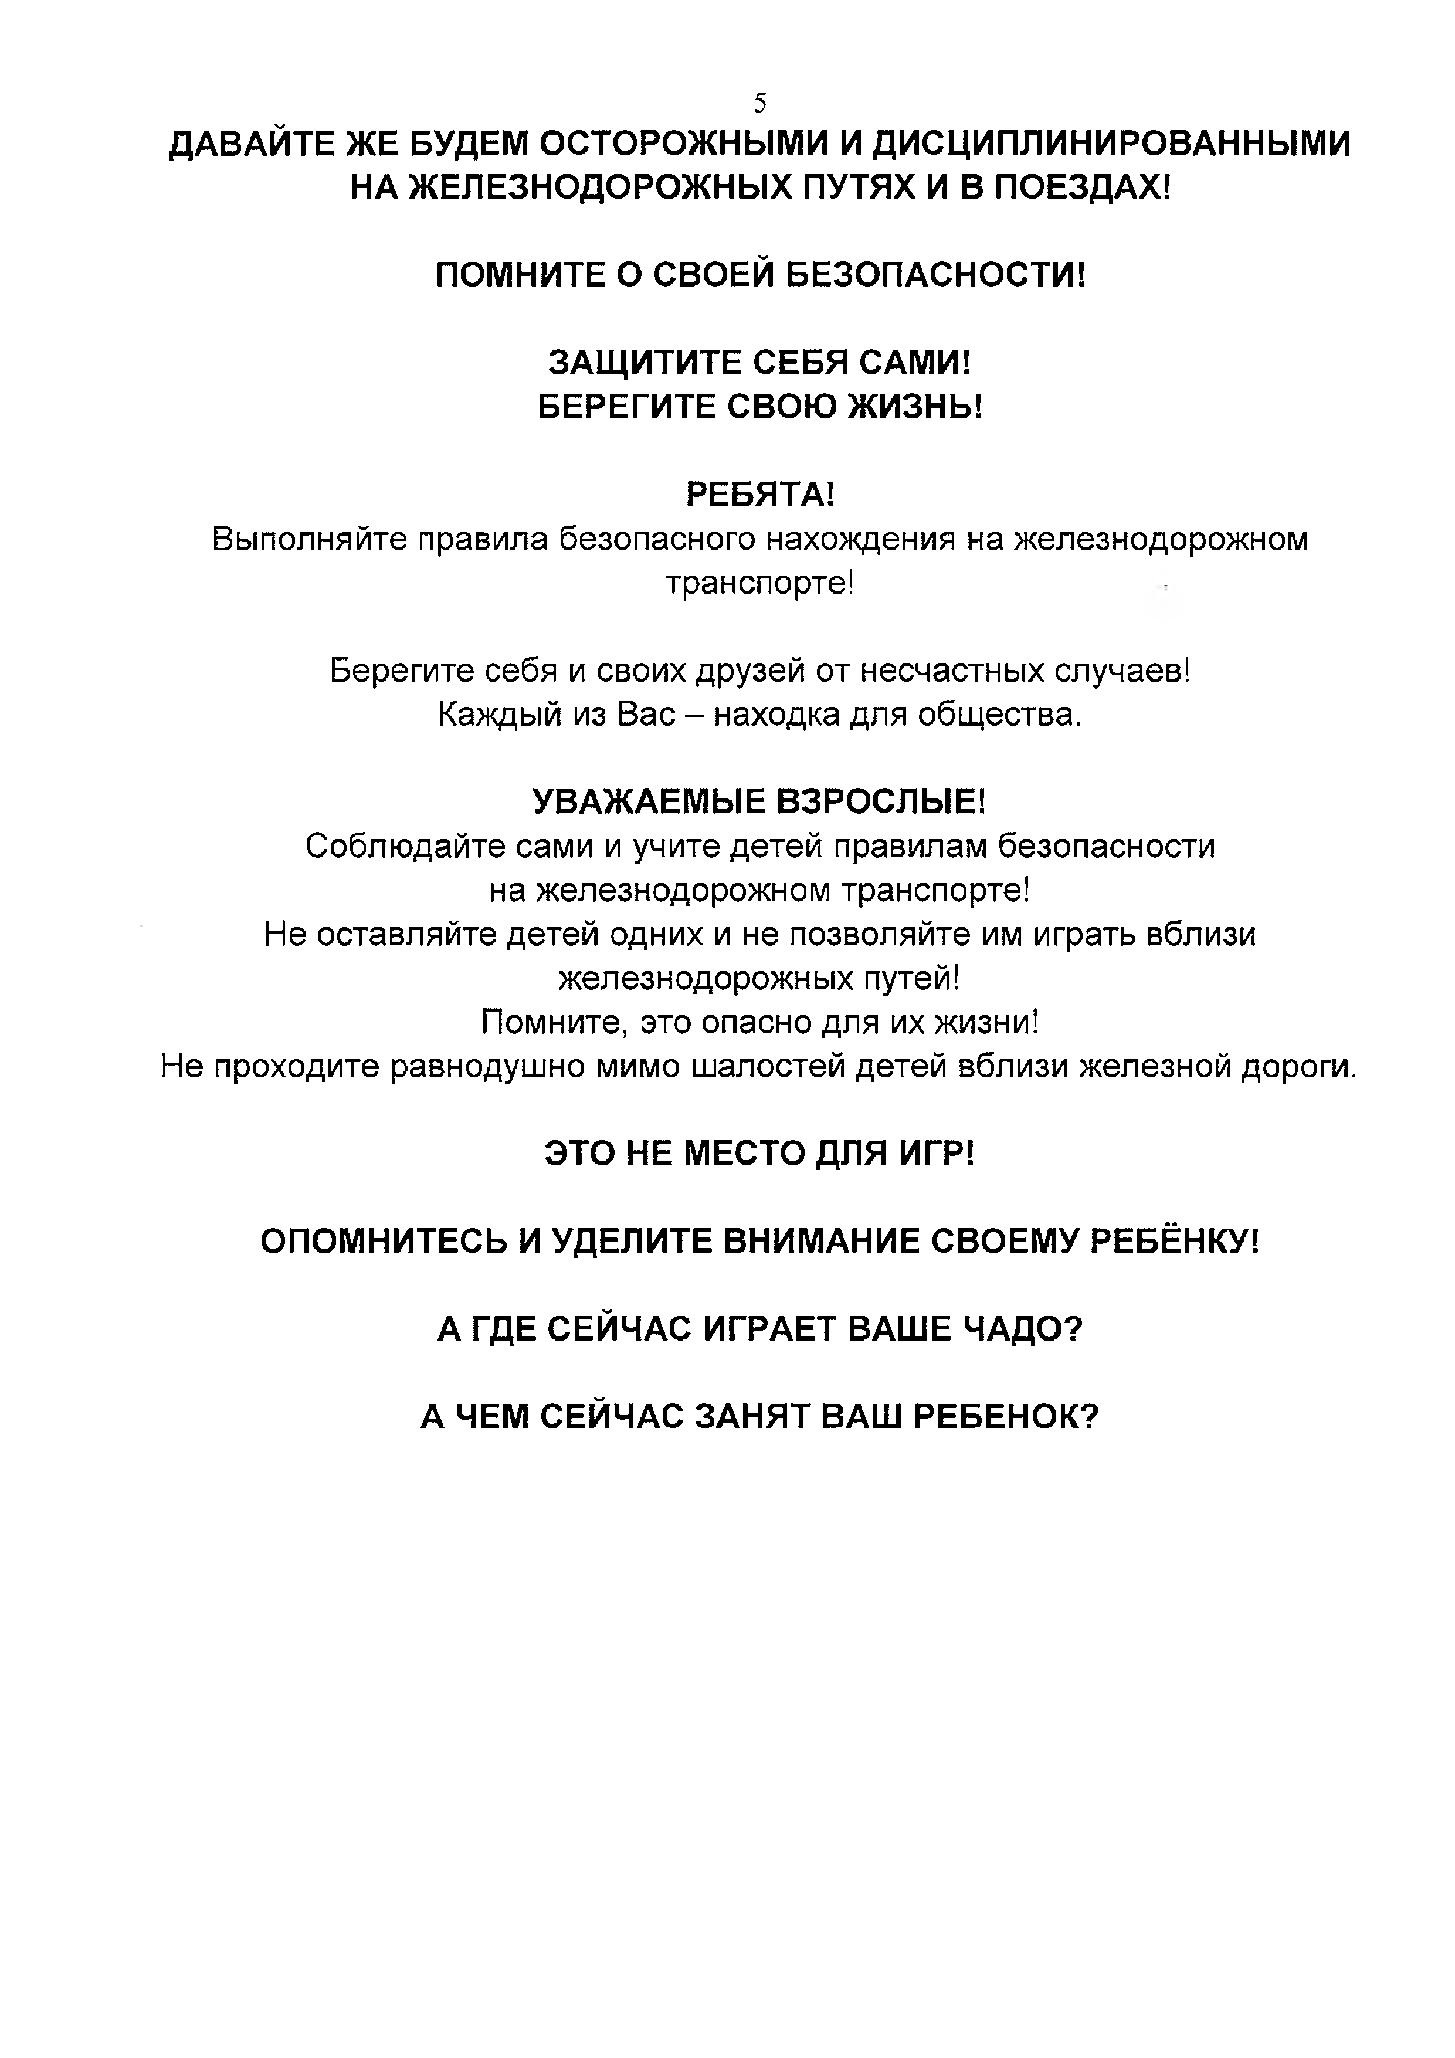 5
ДАВАЙТЕ ЖЕ БУДЕМ ОСТОРОЖНЫМИ И ДИСЦИПЛИНИРОВАННЫМИ
НА ЖЕЛЕЗНОДОРОЖНЫХ ПУТЯХ И В ПОЕЗДАХ!
ПОМНИТЕ О СВОЕЙ БЕЗОПАСНОСТИ!
ЗАЩИТИТЕ СЕБЯ САМИ!
БЕРЕГИТЕ СВОЮ ЖИЗНЬ!
РЕБЯТА!
Выполняйте правила безопасного нахождения на железнодорожном
транспорте!
Берегите себя и своих друзей от несчастных случаев!
Каждый из Вас – находка для общества.
УВАЖАЕМЫЕ ВЗРОСЛЫЕ!
Соблюдайте сами и учите детей правилам безопасности
на железнодорожном транспорте!
Не оставляйте детей одних и не позволяйте им играть вблизи
железнодорожных путей!
Помните, это опасно для их жизни!
Не проходите равнодушно мимо шалостей детей вблизи железной дороги.
ЭТО НЕ МЕСТО ДЛЯ ИГР!
ОПОМНИТЕСЬ И УДЕЛИТЕ ВНИМАНИЕ СВОЕМУ РЕБЁНКУ!
А ГДЕ СЕЙЧАС ИГРАЕТ ВАШЕ ЧАДО?
А ЧЕМ СЕЙЧАС ЗАНЯТ ВАШ РЕБЕНОК?